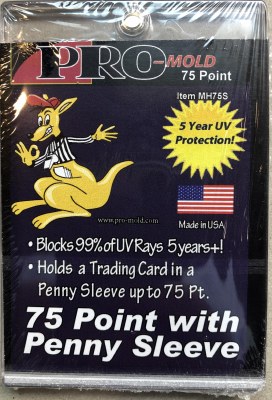 PRO-MOLD
75 Point
Item MH75S
5 Year UV
Protection!
www.pro-mold.com
Made in USA
• Blocks 99% of UV Rays 5 years+!
• Holds a Trading Card in a
Penny Sleeve up to 75 Pt.
75 Point with
Penny Sleeve